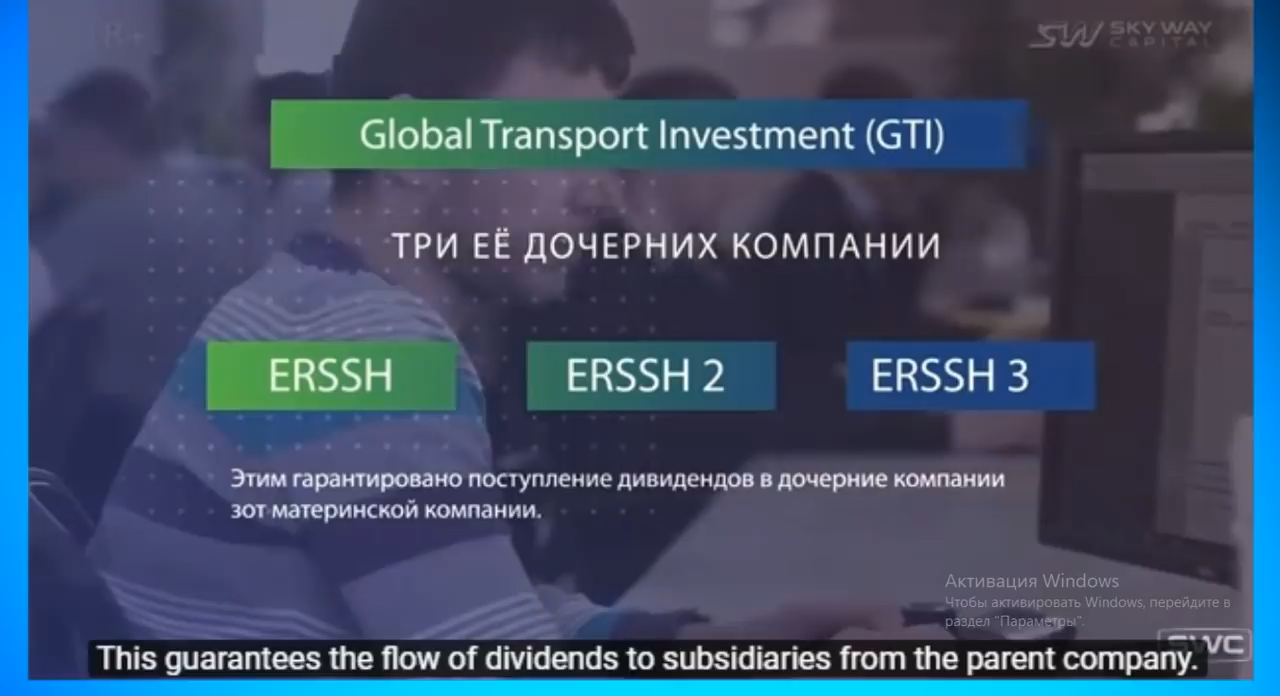 R+
SW SKY WAY
CAPITAL
Global Transport Investment (GTI)
ТРИ ЕЁ ДОЧЕРНИХ КОМПАНИИ
ERSSH
ERSSH 2
ERSSH 3
Этим гарантировано поступление дивидендов в дочерние компании
зот материнской компании.
Активация Windows
Чтобы активировать Windows, перейдите в
раздел "Параметры".
SWC
This guarantees the flow of dividends to subsidiaries from the parent company.